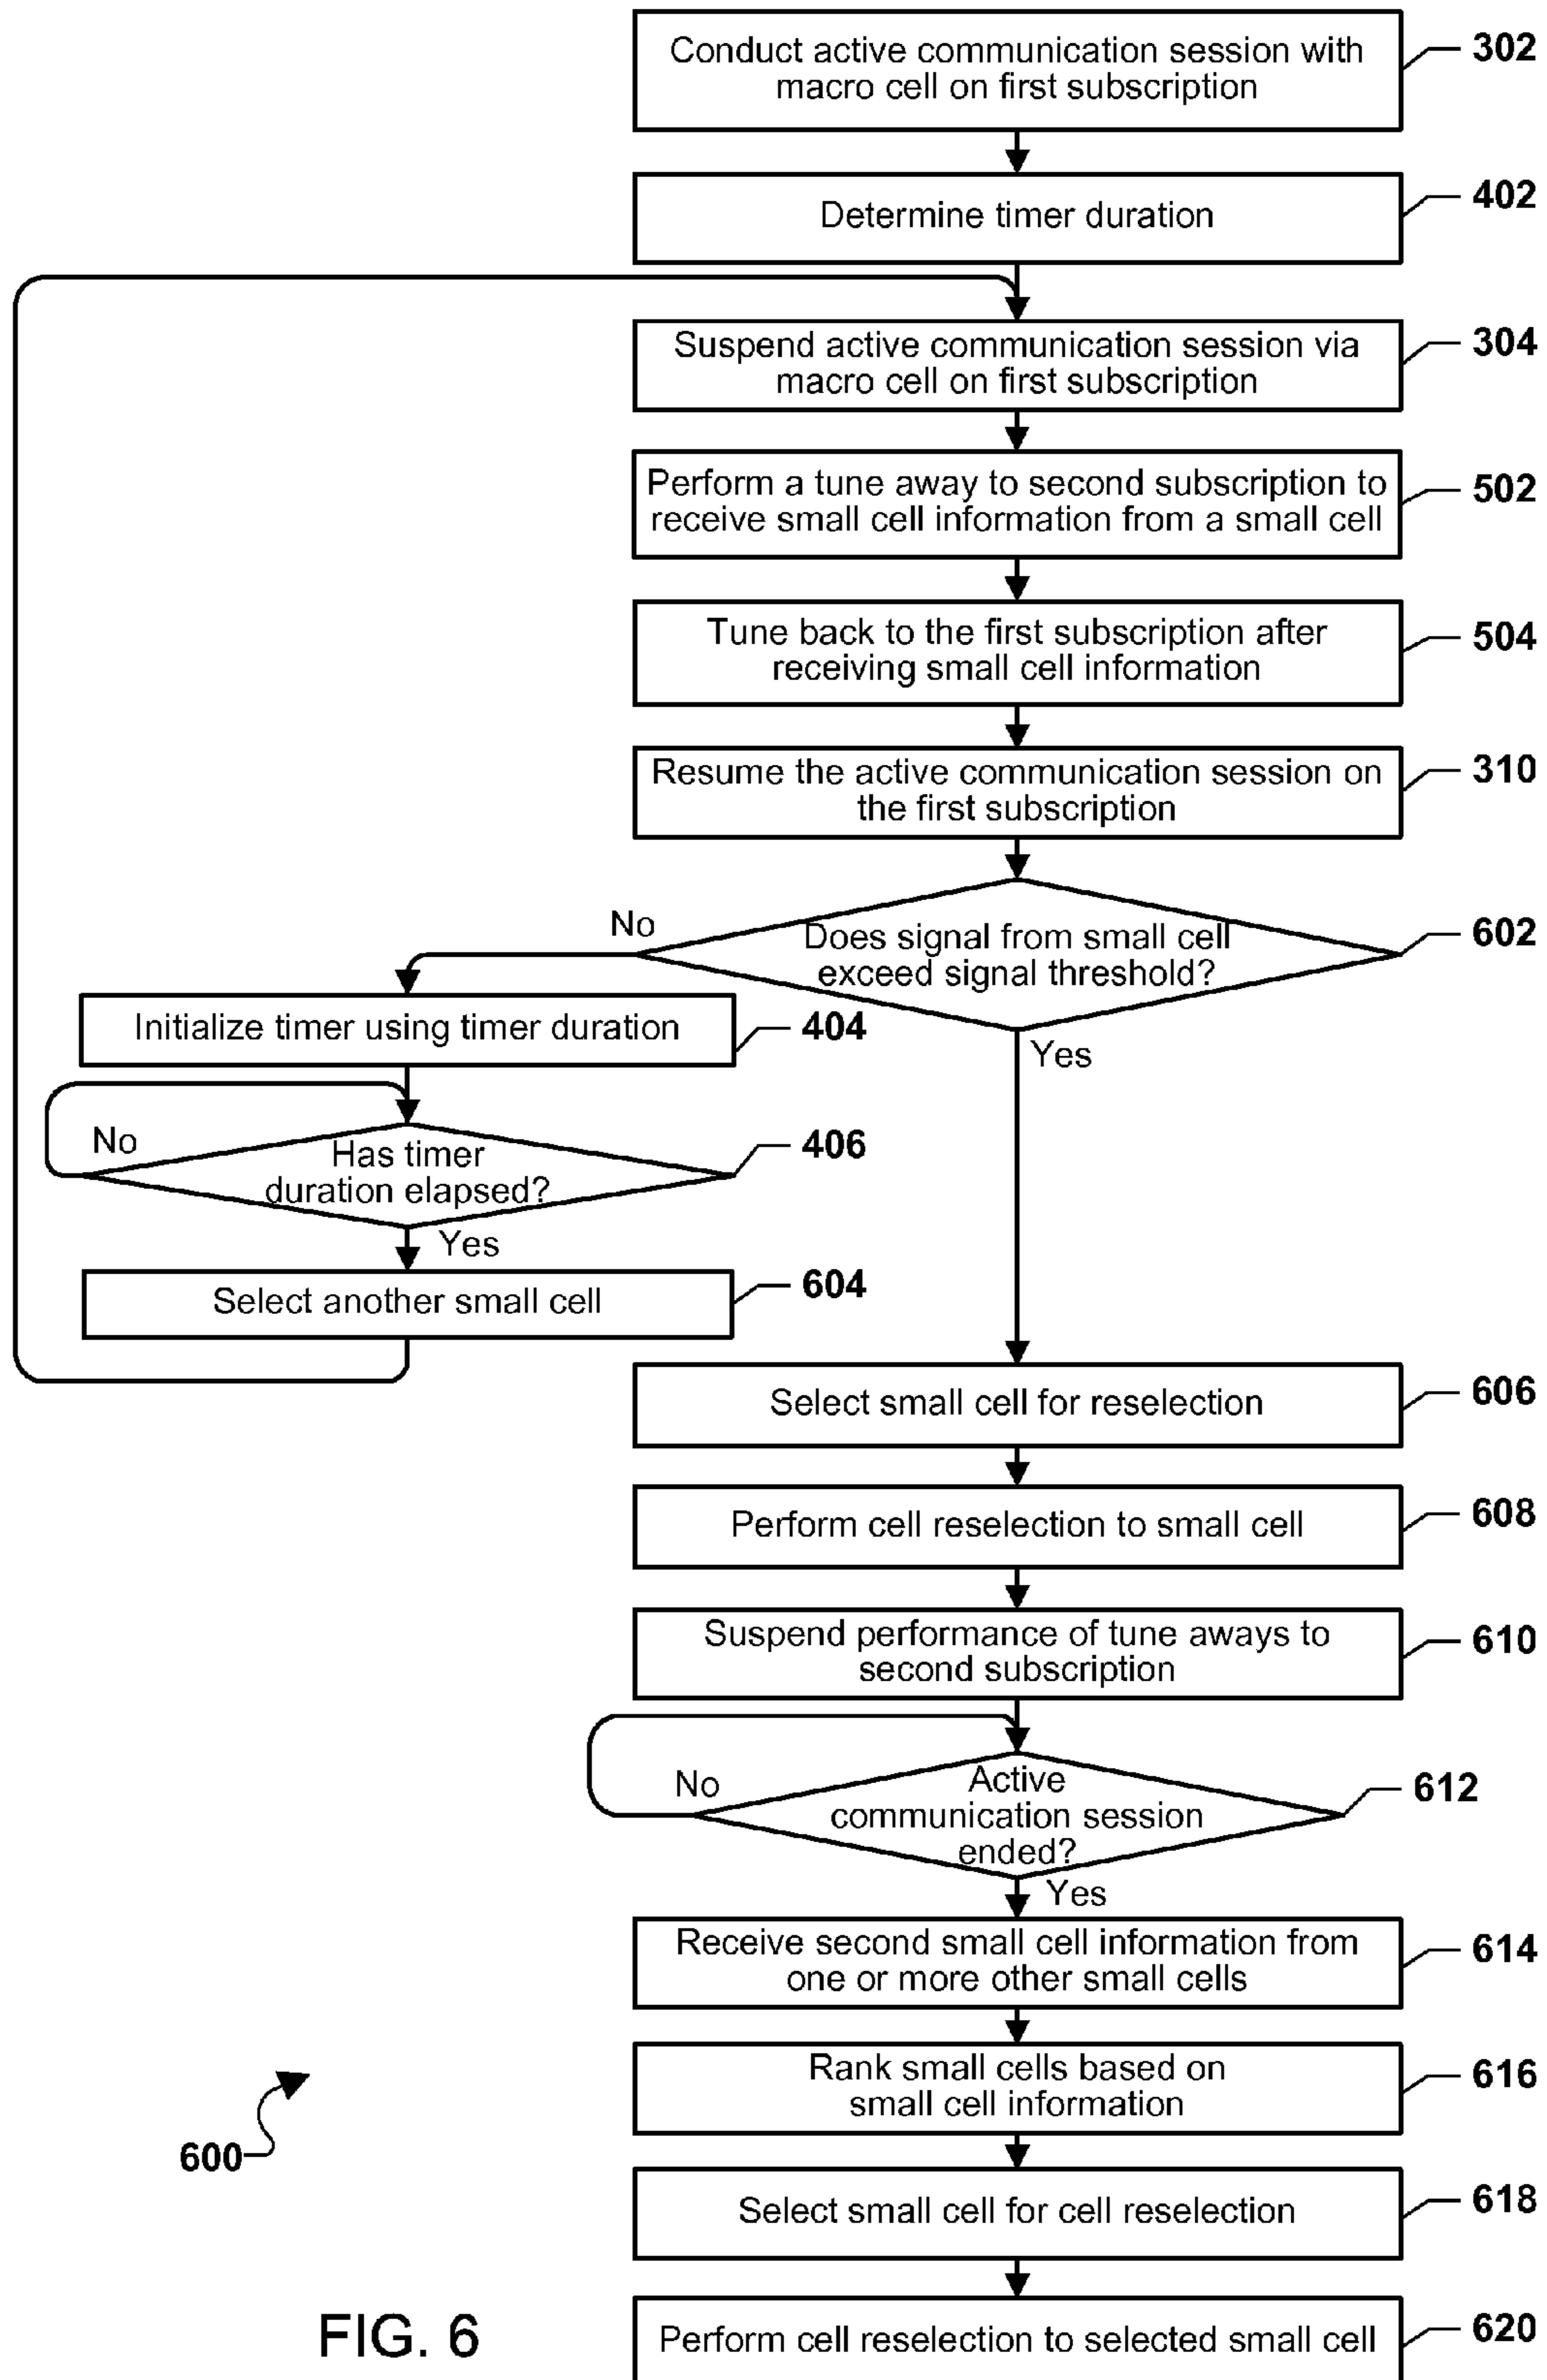 Conduct active communication session with
macro cell on first subscription
302
Determine timer duration
402
Suspend active communication session via
macro cell on first subscription
304
Perform a tune away to second subscription to
receive small cell information from a small cell
502
Tune back to the first subscription after
receiving small cell information
504
Resume the active communication session on
the first subscription
310
No
Does signal from small cell
exceed signal threshold?
602
Yes
Initialize timer using timer duration
404
No
Has timer
duration elapsed?
406
Yes
Select another small cell
604
Select small cell for reselection
606
Perform cell reselection to small cell
608
Suspend performance of tune aways to
second subscription
610
No
Active
communication session
ended?
612
Yes
Receive second small cell information from
one or more other small cells
614
Rank small cells based on
small cell information
616
600
Select small cell for cell reselection
618
Perform cell reselection to selected small cell
620
FIG. 6